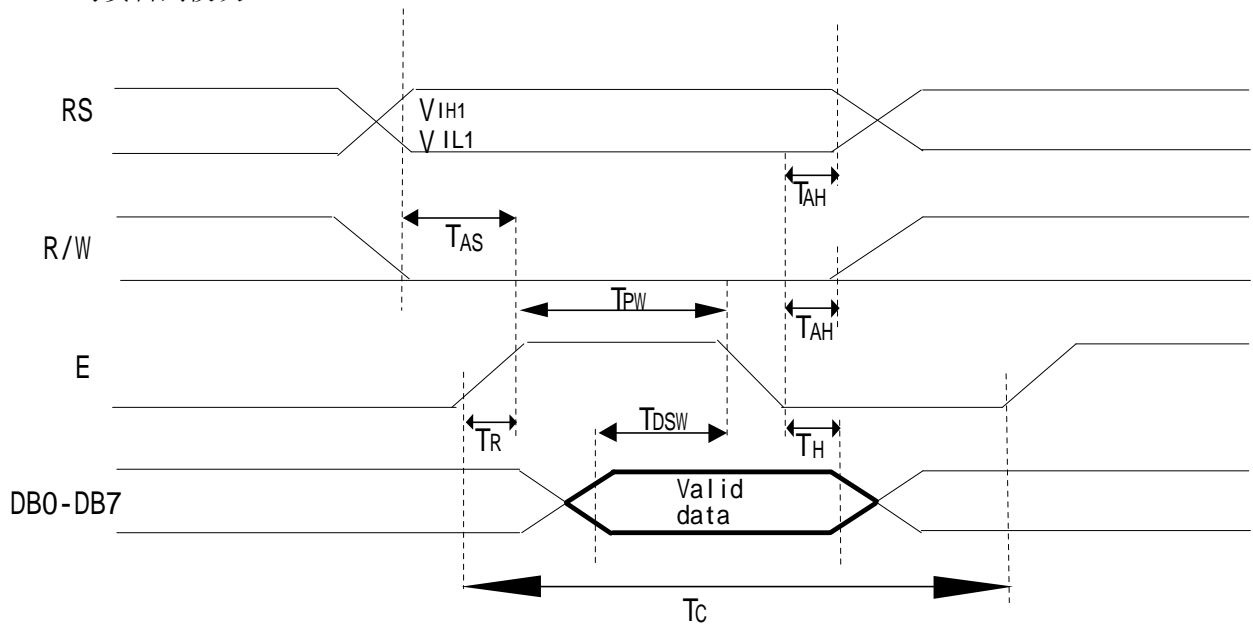 RS
VIH1
VIL1
TAH
R/W
TAS
TPW
TAH
E
TR
TDSW
TH
DB0-DB7
Valid
data
TC